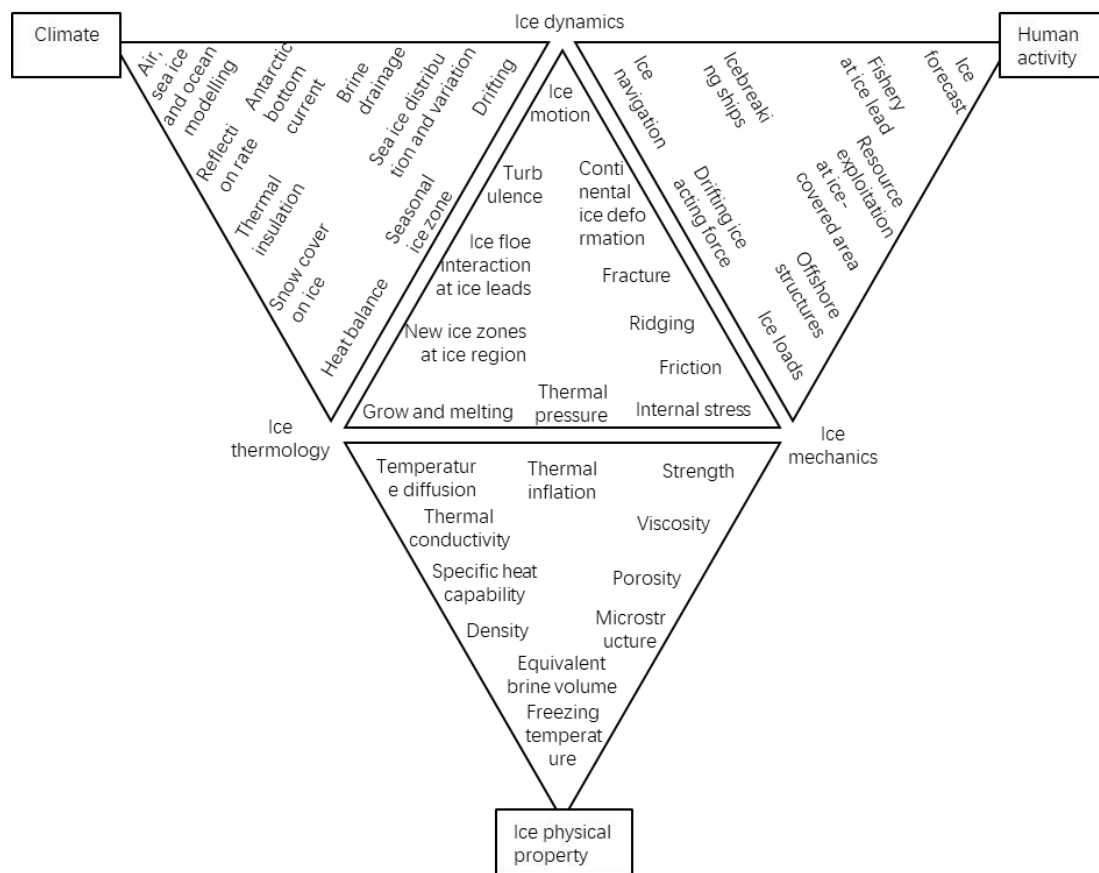 Ice dynamics
Climate
Human
activity
Air,
sea ice
and ocean
modelling
Antarctic
bottom
current
Brine
drainage
Sea ice distribu
tion and variation
Drifting
Reflecti
on rate
Thermal
insulation
Snow cover
on ice
Seasonal
ice zone
Heat balance
Ice
motion
Turb
ulence
Conti
nental
ice defo
rmation
Ice floe
interaction
at ice leads
Fracture
New ice zones
at ice region
Ridging
Friction
Grow and melting
Thermal
pressure
Internal stress
Ice
navigation
Icebreaki
ng ships
Fishery
at ice lead
Ice
forecast
Drifting ice
acting force
Resource
exploitation
at ice-
covered area
Offshore
structures
Ice loads
Ice
thermology
Ice
mechanics
Temperatur
e diffusion
Thermal
inflation
Strength
Thermal
conductivity
Viscosity
Specific heat
capability
Porosity
Density
Microstr
ucture
Equivalent
brine volume
Freezing
temperat
ure
Ice physical
property